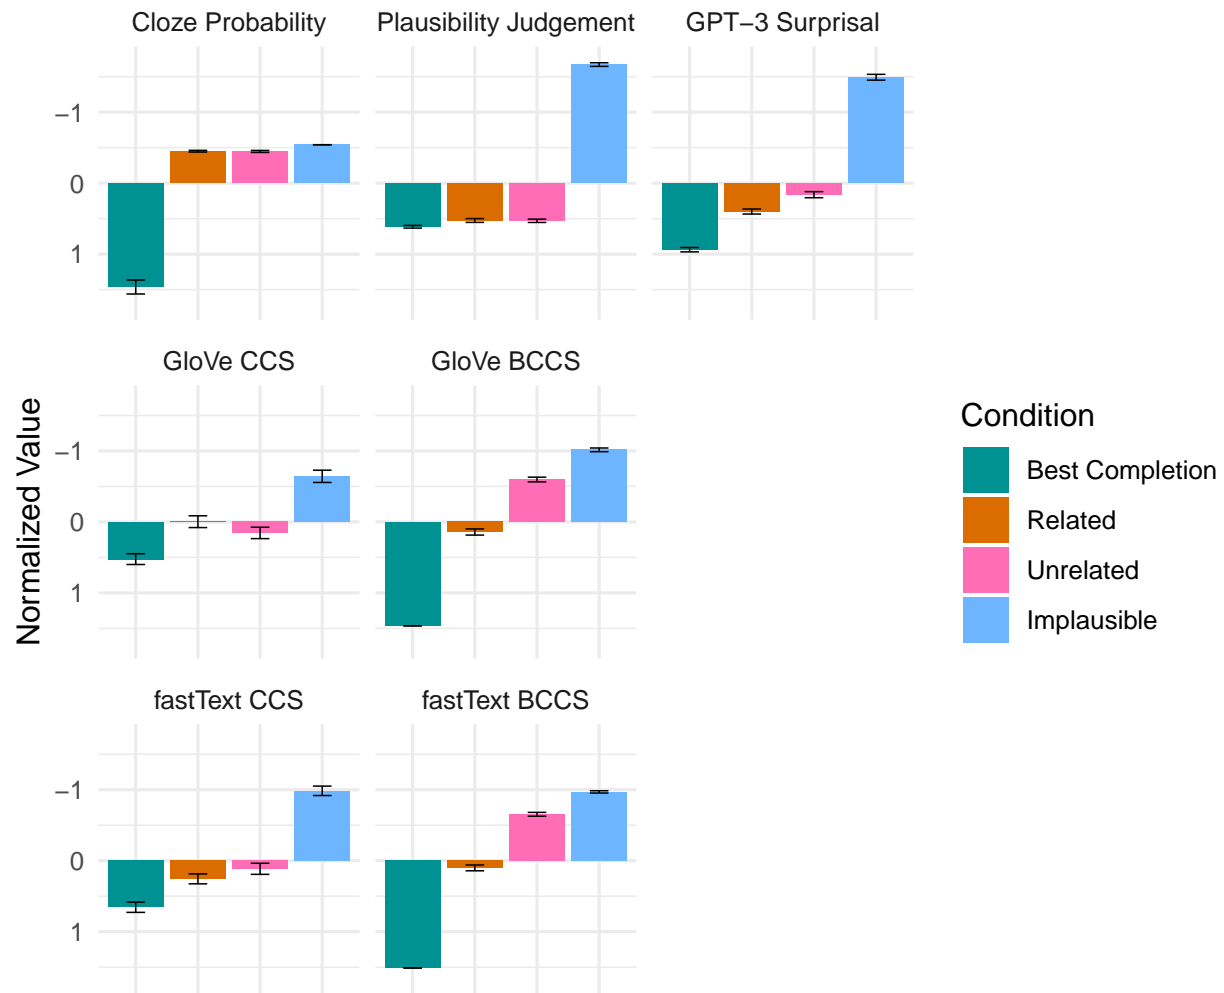 Cloze Probability
Plausibility Judgement
GPT−3 Surprisal
−1
0
1
GloVe CCS
GloVe BCCS
−1
0
1
Normalized Value
fastText CCS
fastText BCCS
−1
0
1
Condition
Best Completion
Related
Unrelated
Implausible